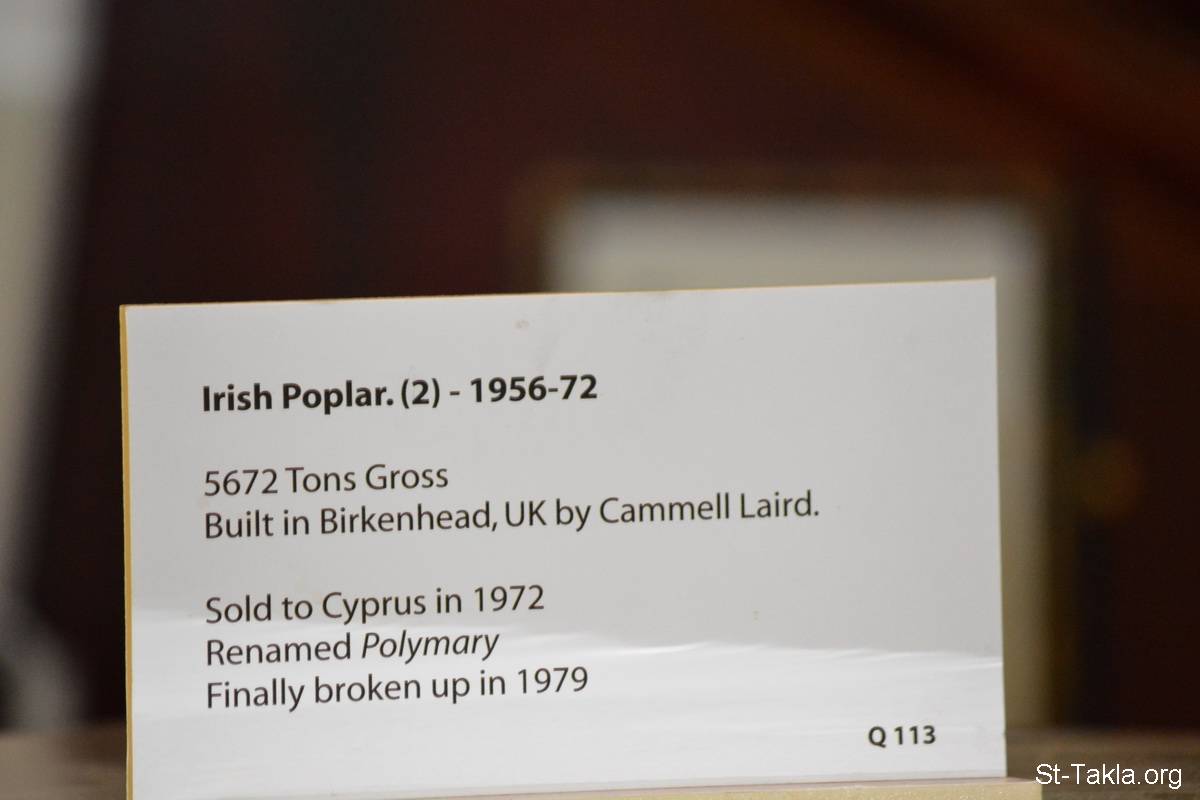 Irish Poplar. (2) - 1956-72
5672 Tons Gross
Built in Birkenhead, UK by Cammell Laird.
Sold to Cyprus in 1972
Renamed Polymary
Finally broken up in 1979
Q 113
St-Takla.org